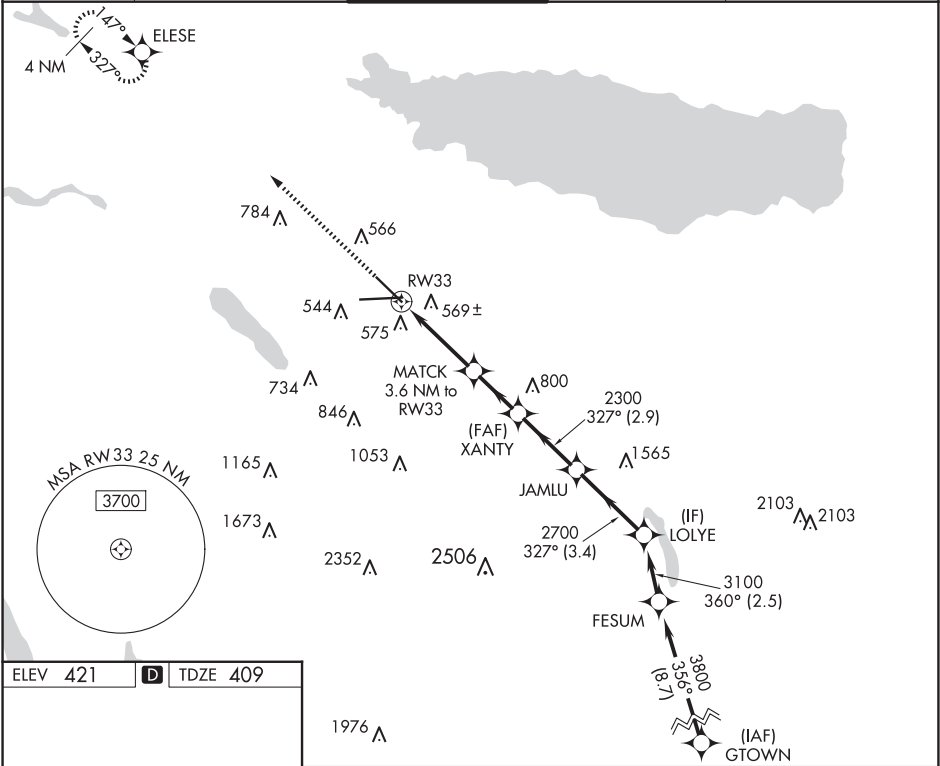 147°
ELESE
4 NM
327°
784
566
RW33
544
569±
575
MATCK
3.6 NM to
RW33
800
734
2300
327° (2.9)
846
(FAF)
XANTY
1053
1565
1165
JAMLU
MSA RW33 25 NM
3700
2103
2103
(IF)
LOLYE
1673
2700
327° (3.4)
2352
2506
3100
360° (2.5)
FESUM
3800
356°
(8.7)
ELEV 421
D
TDZE 409
1976
(IAF)
GTOWN